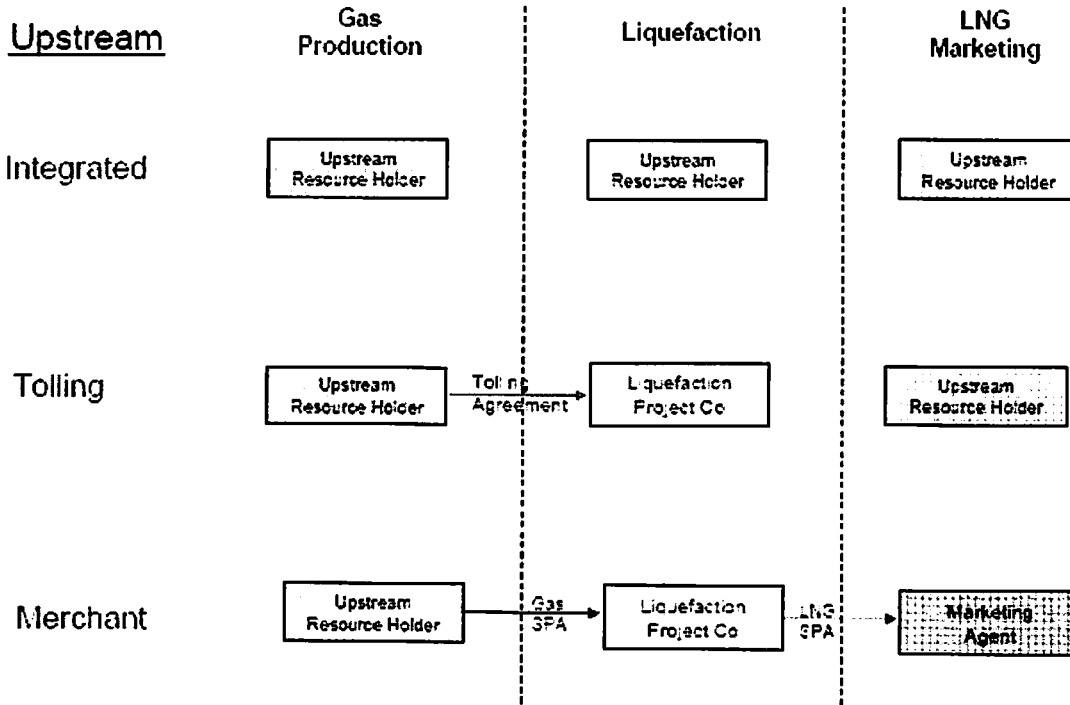 Upstream
Gas
Production
Liquefaction
LNG
Marketing
Integrated
Upstream
Resource Holder
Upstream
Resource Holder
Upstream
Resource Holder
Tolling
Upstream
Resource Holder
Tolling
Agreement
Liquefaction
Project Co
Upstream
Resource Holder
Merchant
Upstream
Resource Holder
Gas
SPA
Liquefaction
Project Co
LNG
SPA
Marketing
Agent